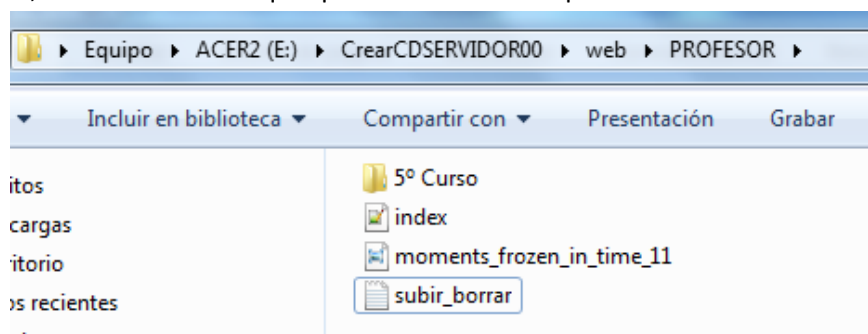 Equipo ▸ ACER2 (E:) ▸ CrearCDSERVIDOR00 ▸ web ▸ PROFESOR ▸
Incluir en biblioteca Compartir con Presentación Grabar
itos
cargas
ritorio
os recientes
5º Curso
index
moments_frozen_in_time_11
subir_borrar